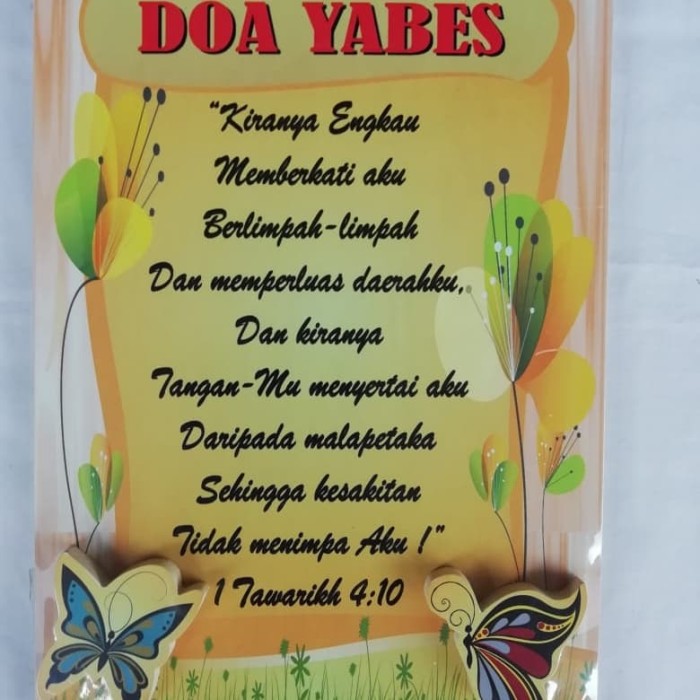 DOA YABES
"Kiranya Engkau
Memberkati aku
Berlimpah-limpah
Dan memperluas daerahku,
Dan kiranya
Tangan-Mu menyertai aku
Daripada malapetaka
Sehingga kesakitan
Tidak menimpa Aku !"
1 Tawarikh 4:10